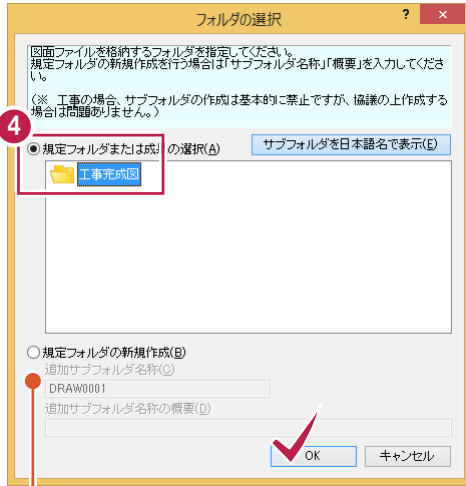 フォルダの選択
?
×
図面ファイルを格納するフォルダを指定してください。
規定フォルダの新規作成を行う場合は「サブフォルダ名称」「概要」を入力してくださ
い。
(※ 工事の場合、サブフォルダの作成は基本的に禁止ですが、協議の上作成する
場合は問題ありません。)
4
規定フォルダまたは成果の選択(A)
サブフォルダを日本語名で表示(E)
工事完成図
規定フォルダの新規作成(B)
追加サブフォルダ名称(C)
DRAW0001
追加サブフォルダ名称の概要(D)
OK
キャンセル